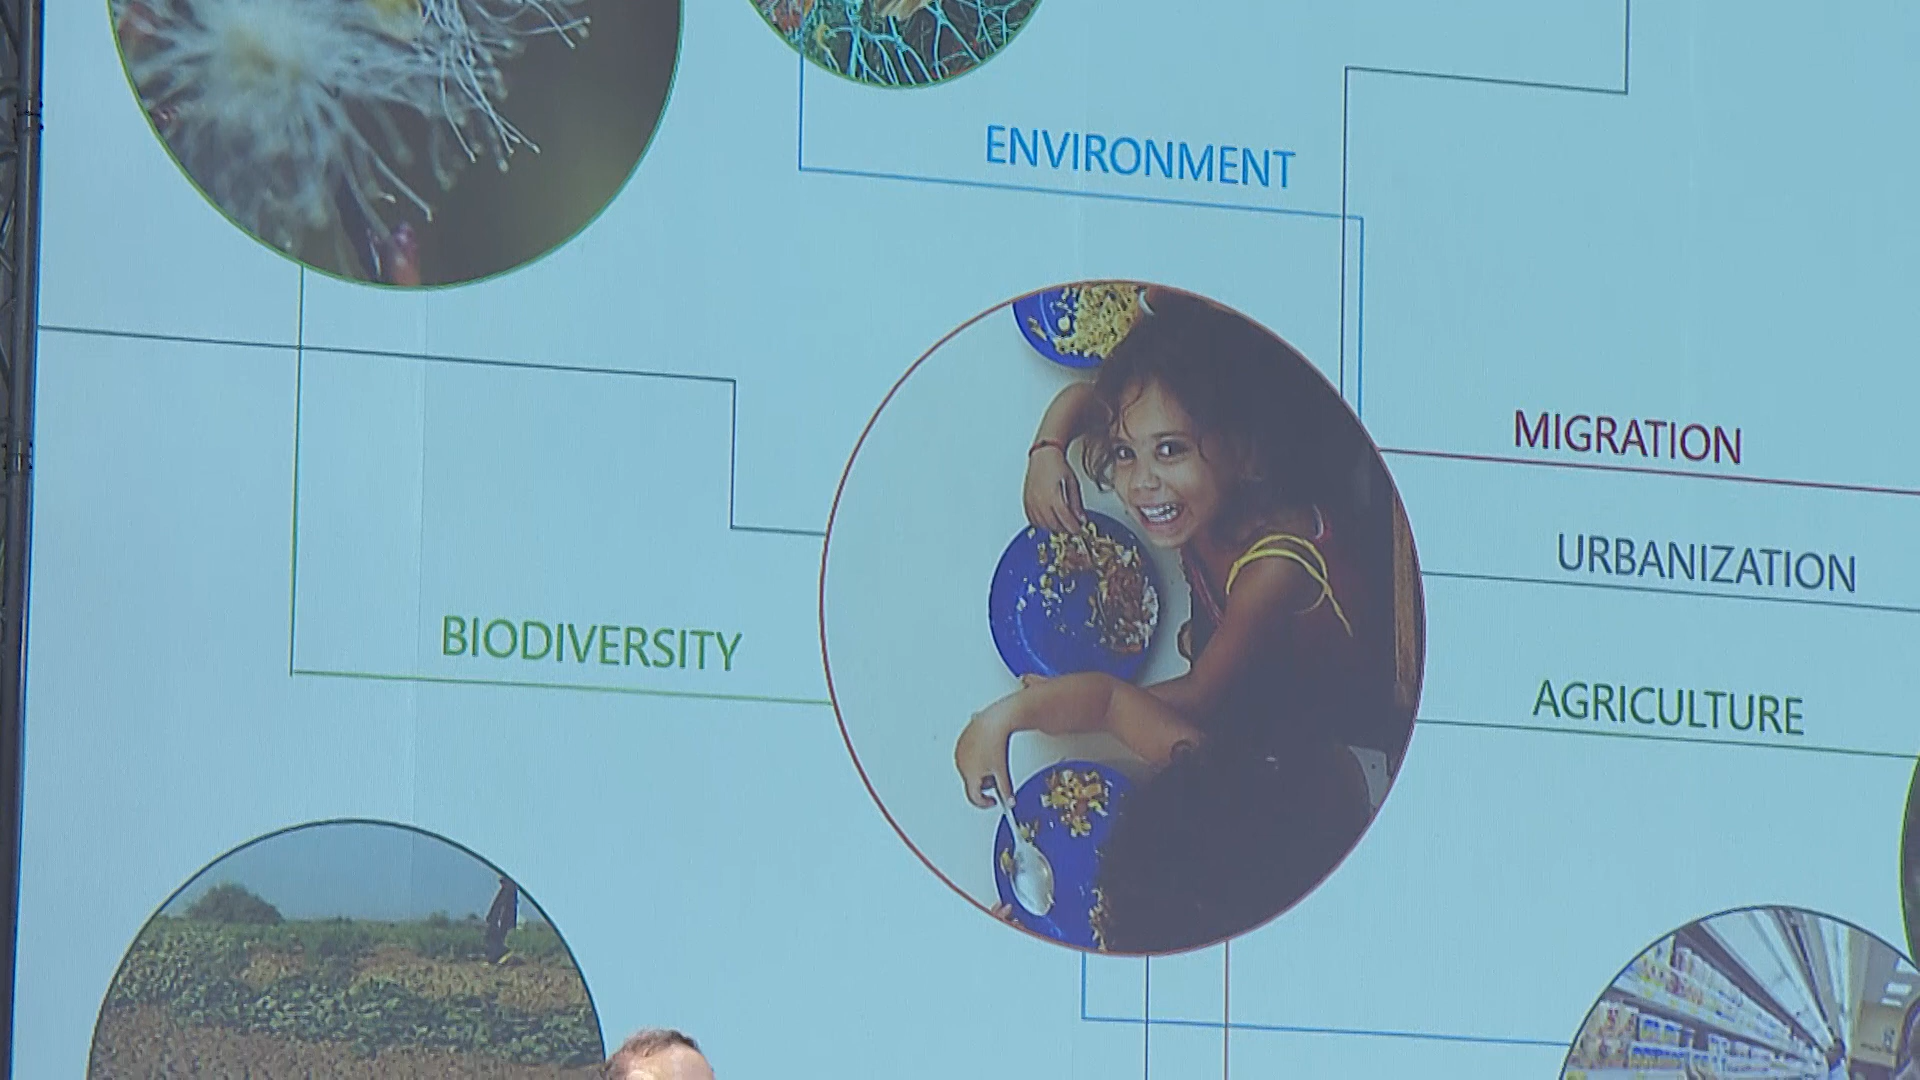 ENVIRONMENT
MIGRATION
URBANIZATION
BIODIVERSITY
AGRICULTURE